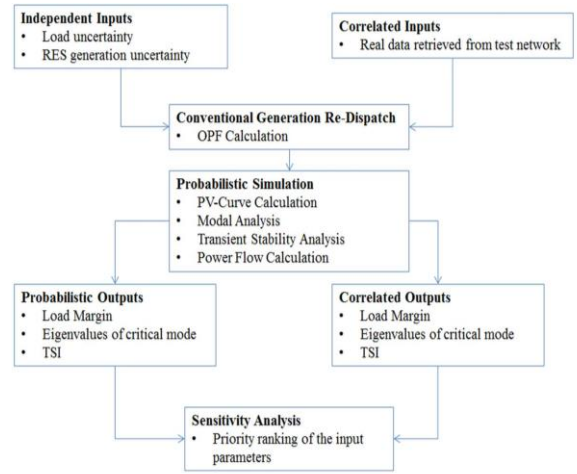 Independent Inputs
• Load uncertainty
• RES generation uncertainty
Correlated Inputs
• Real data retrieved from test network
Conventional Generation Re-Dispatch
• OPF Calculation
Probabilistic Simulation
• PV-Curve Calculation
• Modal Analysis
• Transient Stability Analysis
• Power Flow Calculation
Probabilistic Outputs
• Load Margin
• Eigenvalues of critical mode
• TSI
Correlated Outputs
• Load Margin
• Eigenvalues of critical mode
• TSI
Sensitivity Analysis
• Priority ranking of the input
parameters